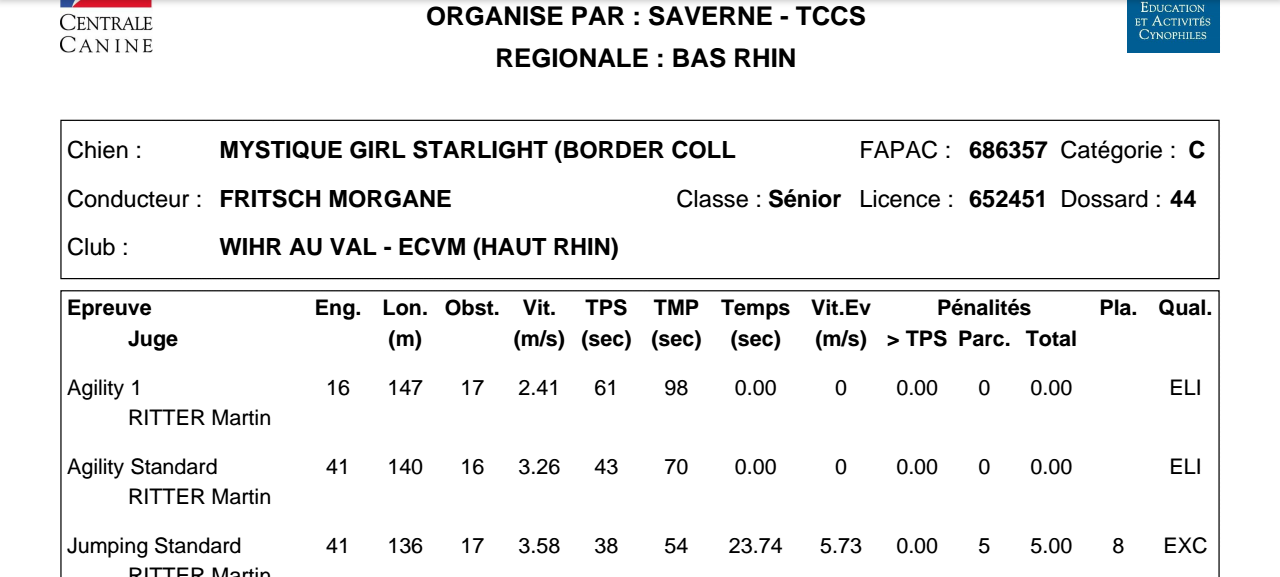 CENTRALE
CANINE
ORGANISE PAR : SAVERNE - TCCS
REGIONALE : BAS RHIN
EDUCATION
ET ACTIVITÉS
CYNOPHILES
Chien : MYSTIQUE GIRL STARLIGHT (BORDER COLL FAPAC : 686357 Catégorie : C
Conducteur : FRITSCH MORGANE Classe : Sénior Licence : 652451 Dossard : 44
Club : WIHR AU VAL - ECVM (HAUT RHIN)
Epreuve Eng. Lon. Obst. Vit. TPS TMP Temps Vit.Ev Pénalités Pla. Qual.
Juge (m) (m/s) (sec) (sec) (sec) (m/s) > TPS Parc. Total
Agility 1 16 147 17 2.41 61 98 0.00 0 0.00 0 0.00 ELI
RITTER Martin
Agility Standard 41 140 16 3.26 43 70 0.00 0 0.00 0 0.00 ELI
RITTER Martin
Jumping Standard 41 136 17 3.58 38 54 23.74 5.73 0.00 5 5.00 8 EXC
RITTER Martin